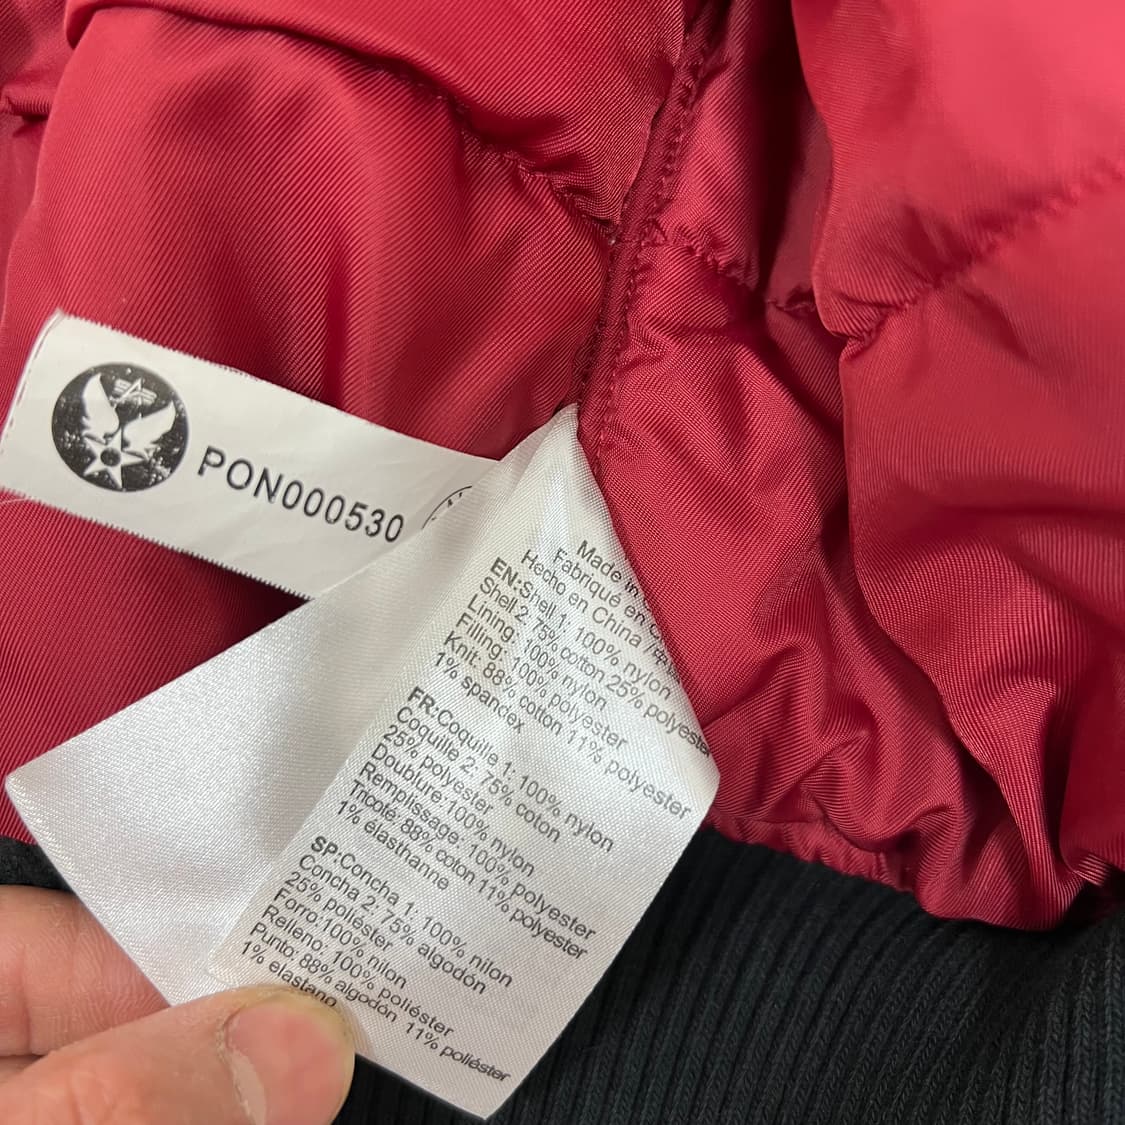 PON000530
Made in C
Fabriqué en C
Hecho en China /中
EN:Shell 1: 100% nylon
Shell 2: 75% cotton 25% polyester
Lining: 100% nylon
Filling: 100% polyester
Knit: 88% cotton 11% polyester
1% spandex
FR:Coquille 1: 100% nylon
Coquille 2: 75% coton
25% polyester
Doublure:100% nylon
Remplissage: 100% polyester
Tricote: 88% coton 11% polyester
1% élasthanne
SP:Concha 1: 100% nilon
Concha 2: 75% algodón
25% poliéster
Forro:100% nilon
Relleno: 100% poliéster
Punto: 88% algodón 11% poliéster
1% elastano